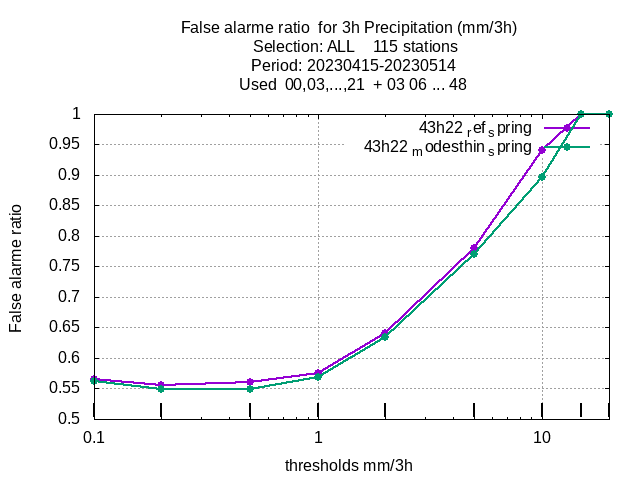 False alarme ratio  for 3h Precipitation (mm/3h)
Selection: ALL    115 stations
Period: 20230415-20230514
Used  00,03,...,21  + 03 06 ... 48
43h22 ref spring
43h22 modesthin spring
1
0.95
0.9
0.85
0.8
0.75
0.7
0.65
0.6
0.55
0.5
False alarme ratio
0.1
1
10
thresholds mm/3h